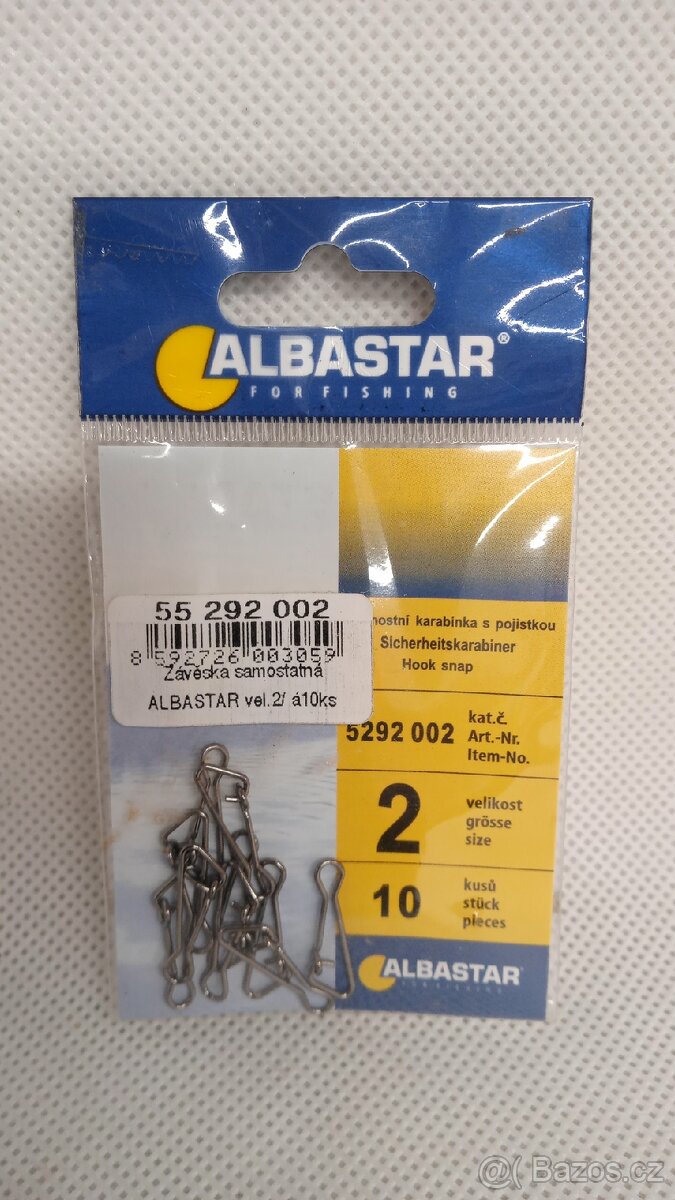 ALBASTAR®
FOR FISHING
55 292 002
8 592726 003059
Závěska samostatná
ALBASTAR vel.2/ á10ks
karabinka s pojistkou
Sicherheitskarabiner
Hook snap
5292 002
kat.č.
Art.-Nr.
Item-No.
2
velikost
grösse
size
10
kusů
stück
pieces
ALBASTAR
FOR FISHING
@( Bazos.cz